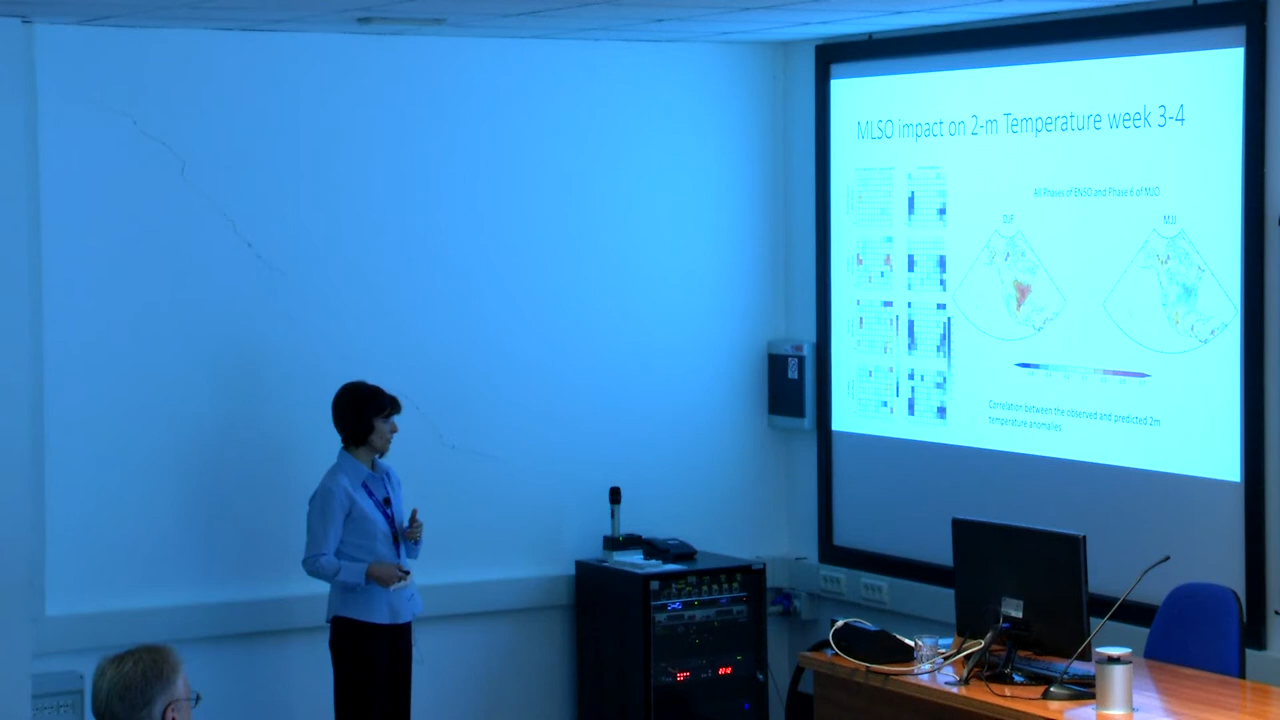 MLSO impact on 2-m Temperature week 3-4
All Phases of ENSO and Phase 6 of MJO
DJF
MJJ
Correlation between the observed and predicted 2m
temperature anomalies